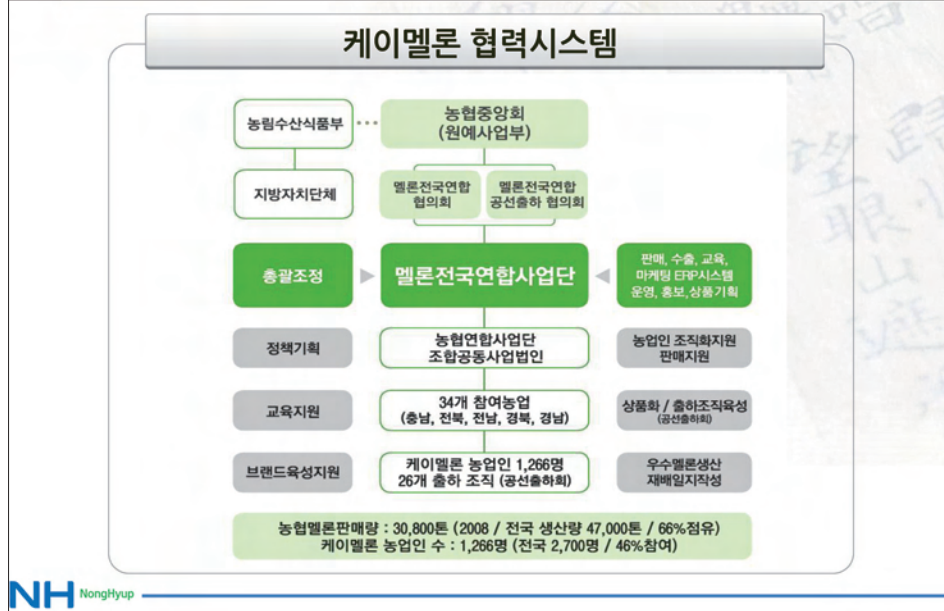 케이멜론 협력시스템
농림수산식품부
농협중앙회
(원예사업부)
지방자치단체
멜론전국연합
협의회
멜론전국연합
공선출하 협의회
총괄조정
멜론전국연합사업단
판매, 수출, 교육,
마케팅 ERP시스템
운영, 홍보,상품기획
정책기획
농협연합사업단
조합공동사업법인
농업인 조직화지원
판매지원
교육지원
34개 참여농업
(충남, 전북, 전남, 경북, 경남)
상품화 / 출하조직육성
(공선출하회)
브랜드육성지원
케이멜론 농업인 1,266명
26개 출하 조직 (공선출하회)
우수멜론생산
재배일지작성
농협멜론판매량 : 30,800톤 (2008 / 전국 생산량 47,000톤 / 66%점유)
케이멜론 농업인 수 : 1,266명 (전국 2,700명 / 46%참여)
NH NongHyup